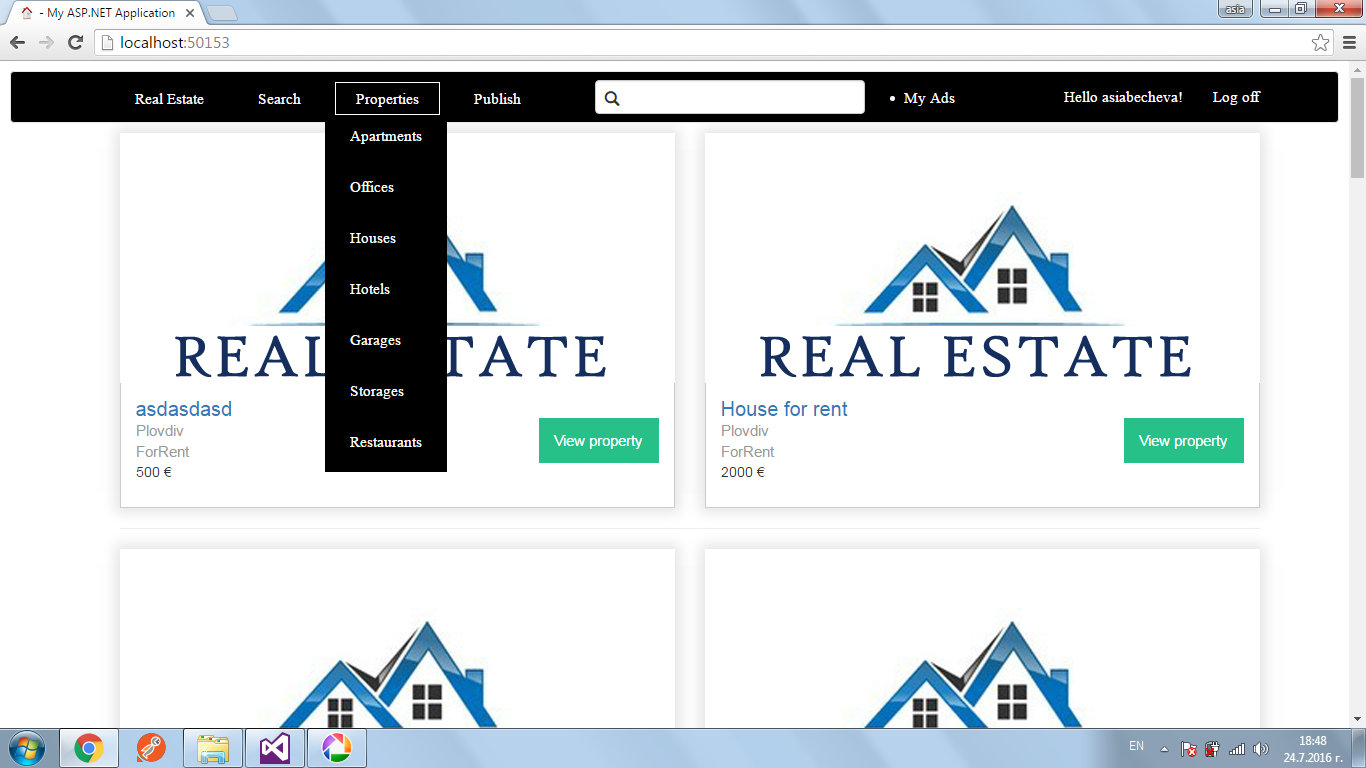 - My ASP.NET Application
asia
localhost:50153
Real Estate Search Properties Publish My Ads Hello asiabecheva! Log off
Apartments
Offices
Houses
Hotels
Garages
Storages
Restaurants
REAL TATE
asdasdasd
Plovdiv
ForRent
500 €
View property
REAL ESTATE
House for rent
Plovdiv
ForRent
2000 €
View property
EN
18:48
24.7.2016 г.